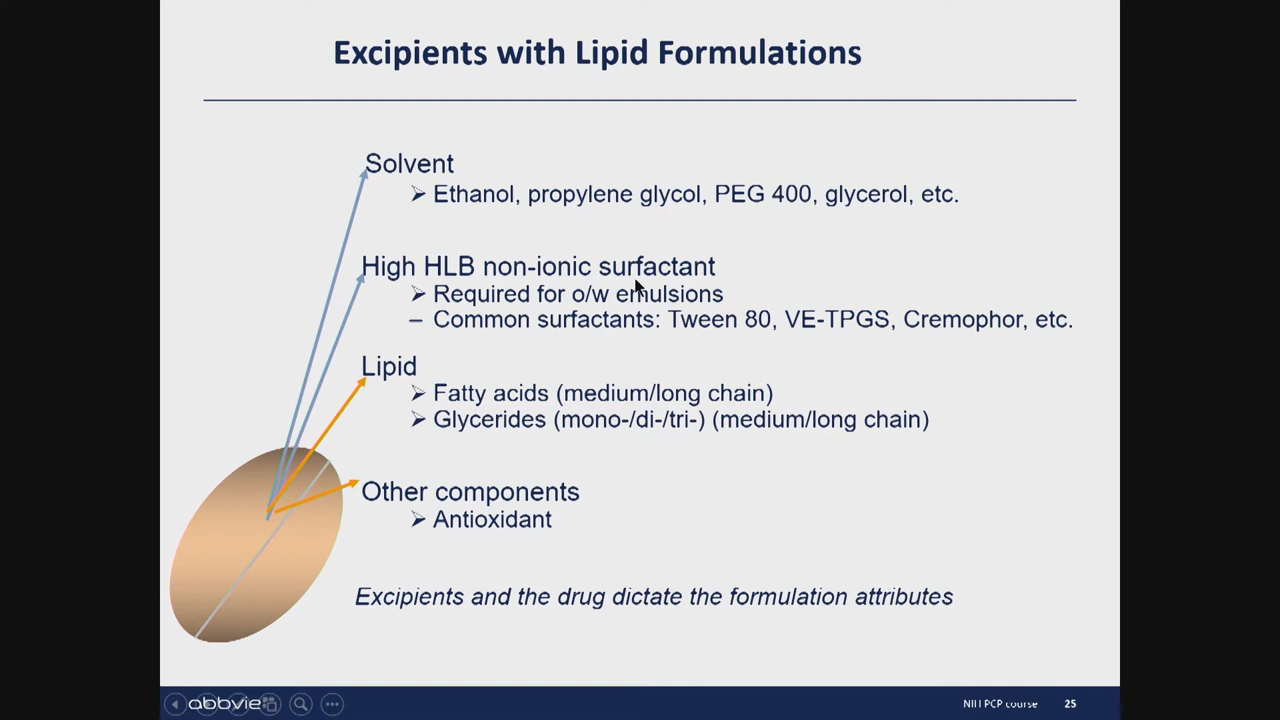 Excipients with Lipid Formulations
Solvent
➢ Ethanol, propylene glycol, PEG 400, glycerol, etc.
High HLB non-ionic surfactant
➢ Required for o/w emulsions
– Common surfactants: Tween 80, VE-TPGS, Cremophor, etc.
Lipid
➢ Fatty acids (medium/long chain)
➢ Glycerides (mono-/di-/tri-) (medium/long chain)
Other components
➢ Antioxidant
Excipients and the drug dictate the formulation attributes
abbvie
NIH PCP course 25